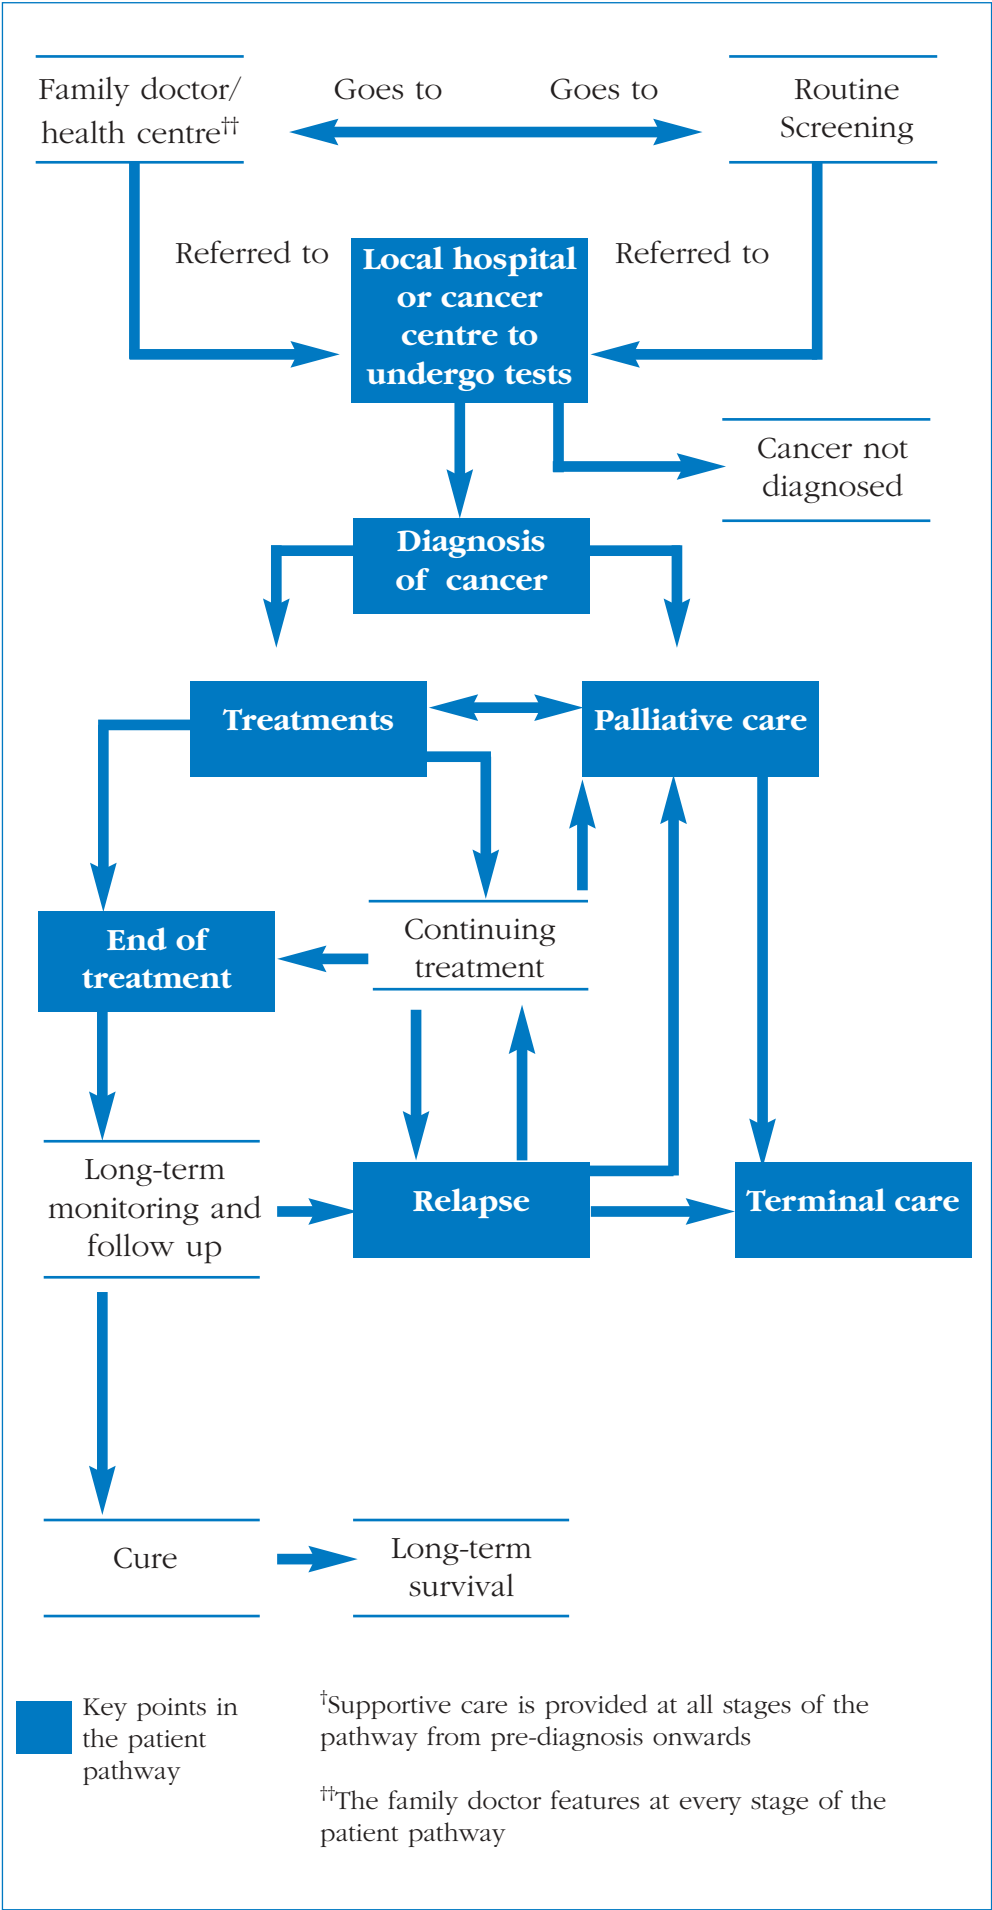 Family doctor/
health centre††
Goes to
Goes to
Routine
Screening
Referred to
Local hospital
or cancer
centre to
undergo tests
Referred to
Cancer not
diagnosed
Diagnosis
of cancer
Treatments
Palliative care
End of
treatment
Continuing
treatment
Long-term
monitoring and
follow up
Relapse
Terminal care
Cure
Long-term
survival
Key points in
the patient
pathway
†Supportive care is provided at all stages of the
pathway from pre-diagnosis onwards
††The family doctor features at every stage of the
patient pathway